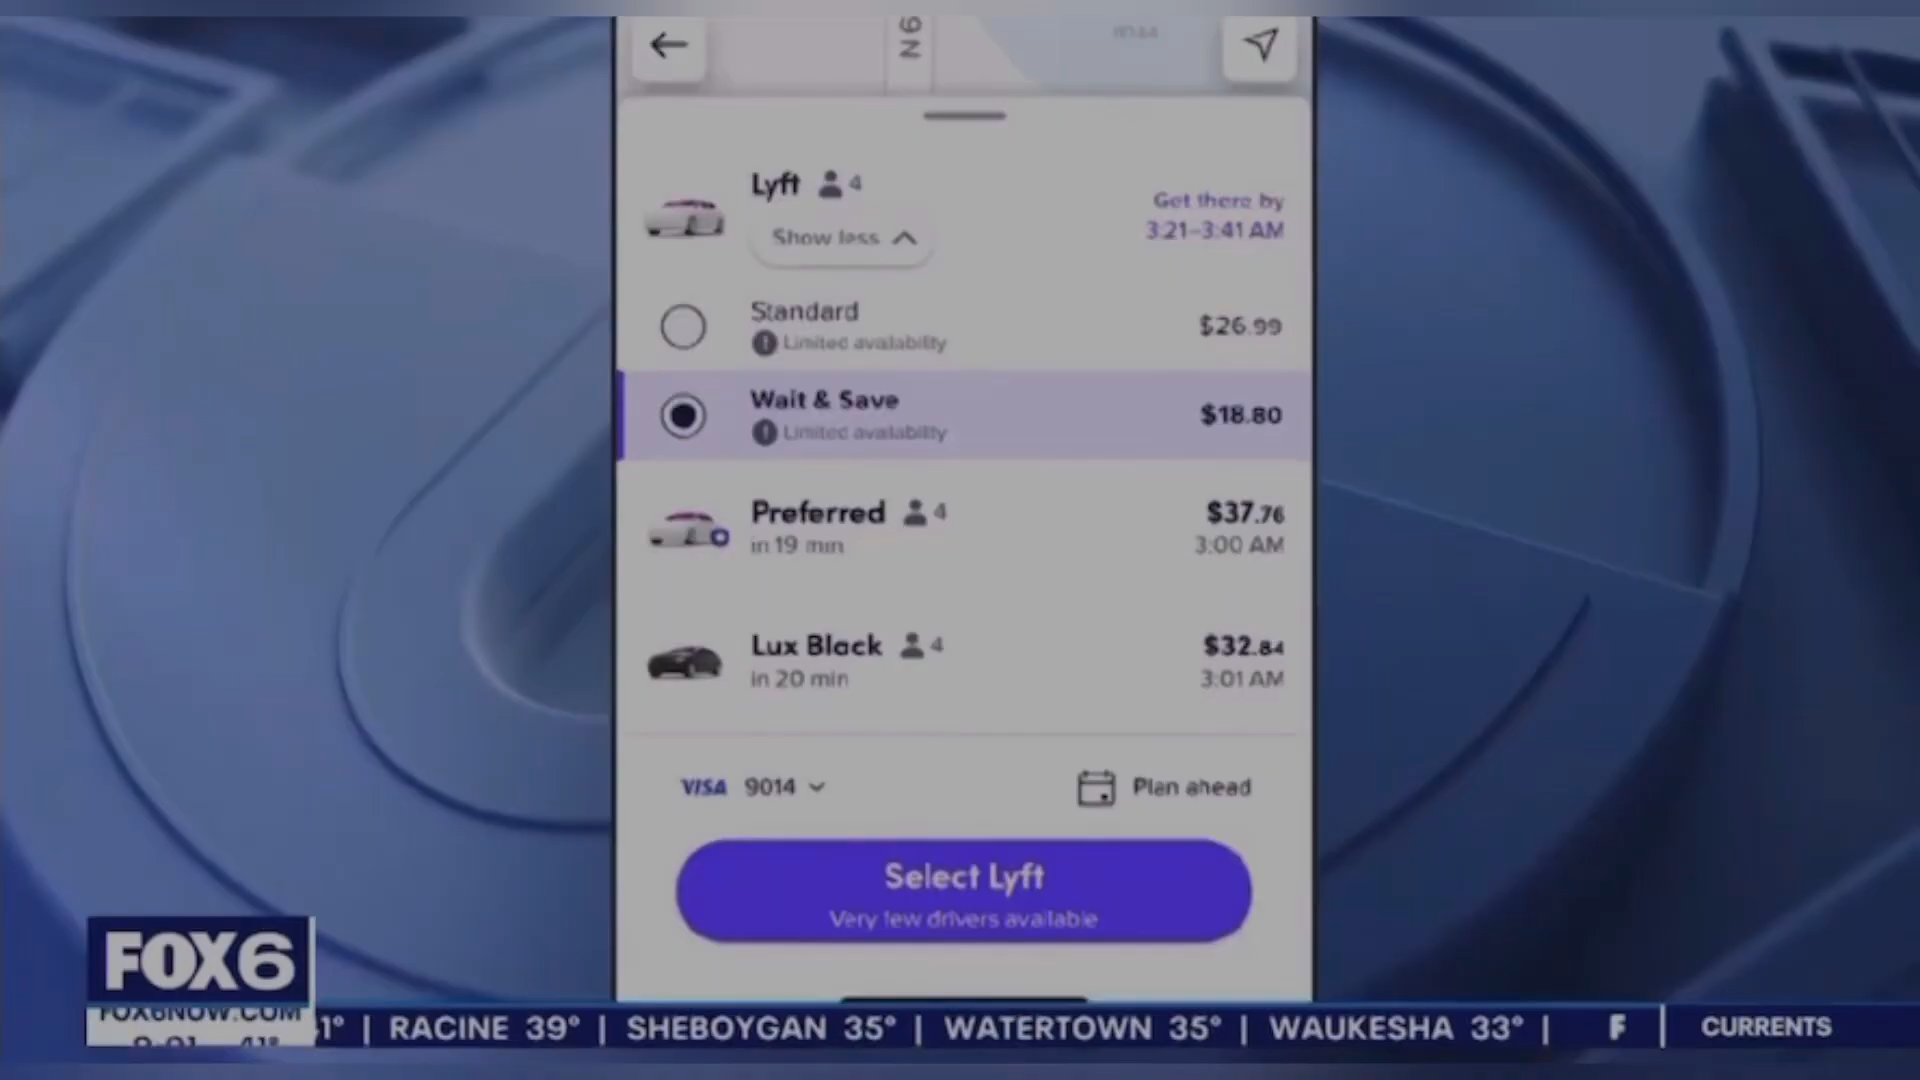 N 6
Lyft 4
Show less
Get there by
3:21–3:41 AM
Standard
Limited availability
$26.99
Wait & Save
Limited availability
$18.80
Preferred 4
in 19 min
$37.76
3:00 AM
Lux Black 4
in 20 min
$32.84
3:01 AM
VISA 9014
Plan ahead
Select Lyft
Very few drivers available
FOX6
FOX6NOW.COM
RACINE 39° | SHEBOYGAN 35° | WATERTOWN 35° | WAUKESHA 33° |
CURRENTS